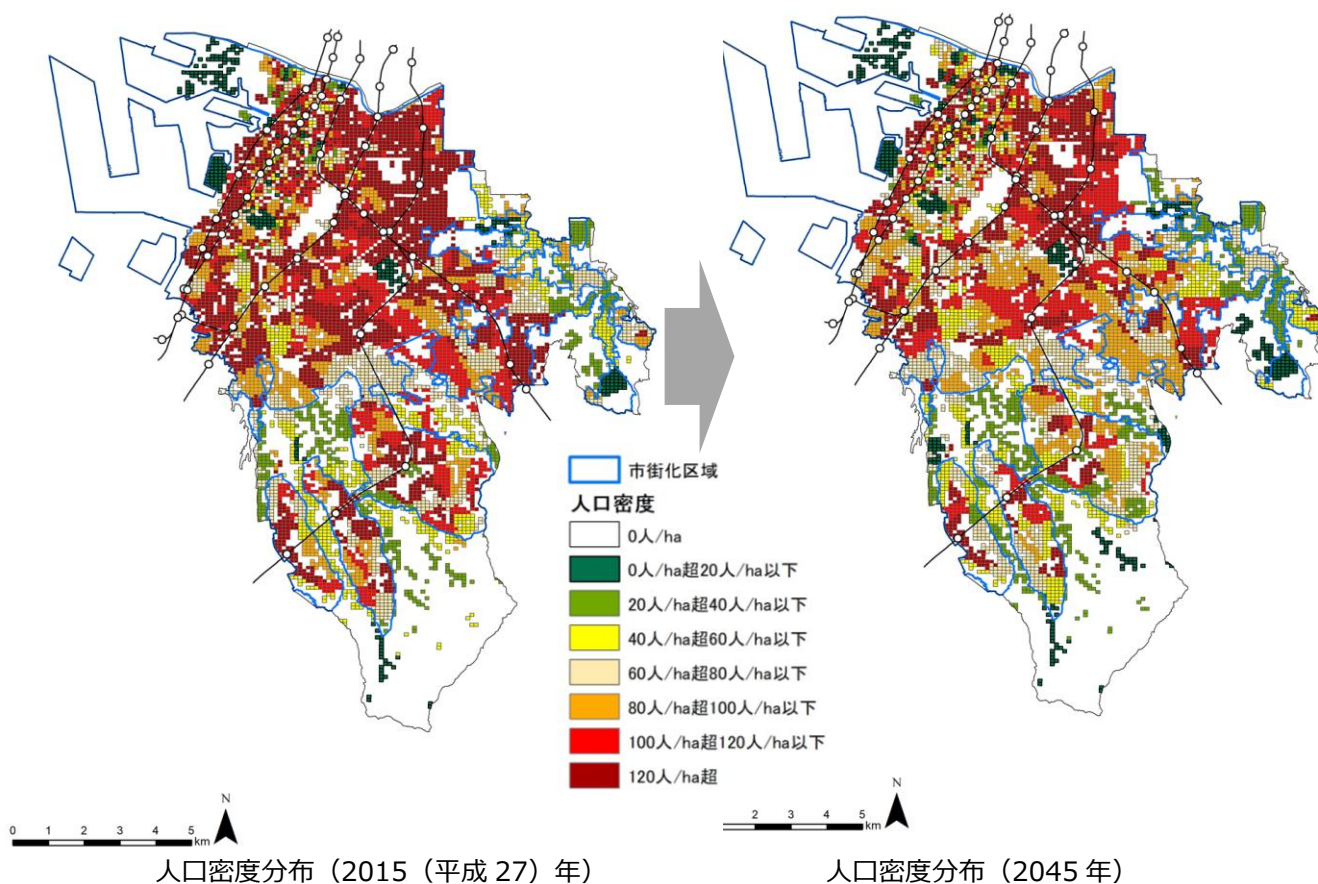 市街化区域
人口密度
0人/ha
0人/ha超20人/ha以下
20人/ha超40人/ha以下
40人/ha超60人/ha以下
60人/ha超80人/ha以下
80人/ha超100人/ha以下
100人/ha超120人/ha以下
120人/ha超
N
0 1 2 3 4 5
km
N
2 3 4 5
km
人口密度分布（2015（平成 27）年）
人口密度分布（2045 年）